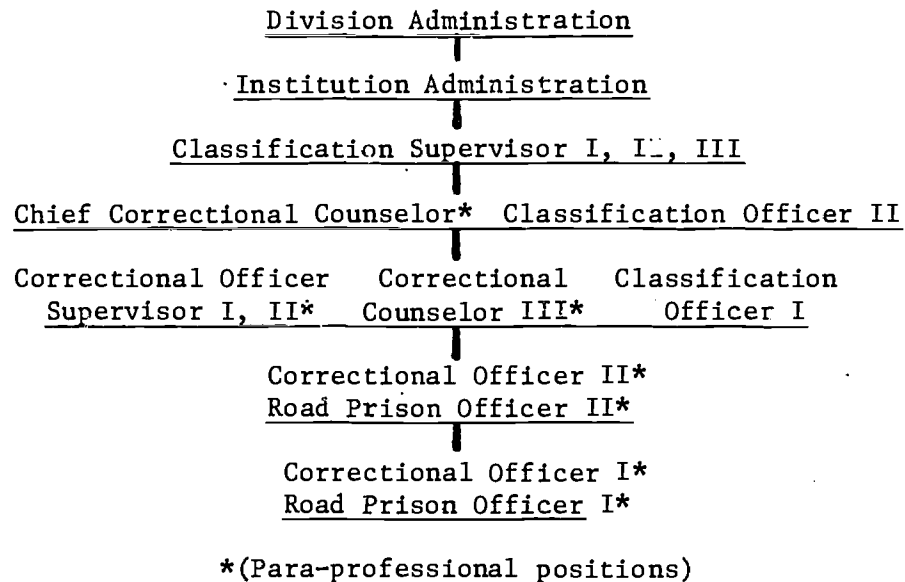 Division Administration
Institution Administration
Classification Supervisor I, II, III
Chief Correctional Counselor* Classification Officer II
Correctional Officer Correctional Classification
Supervisor I, II* Counselor III* Officer I
Correctional Officer II*
Road Prison Officer II*
Correctional Officer I*
Road Prison Officer I*
*(Para-professional positions)